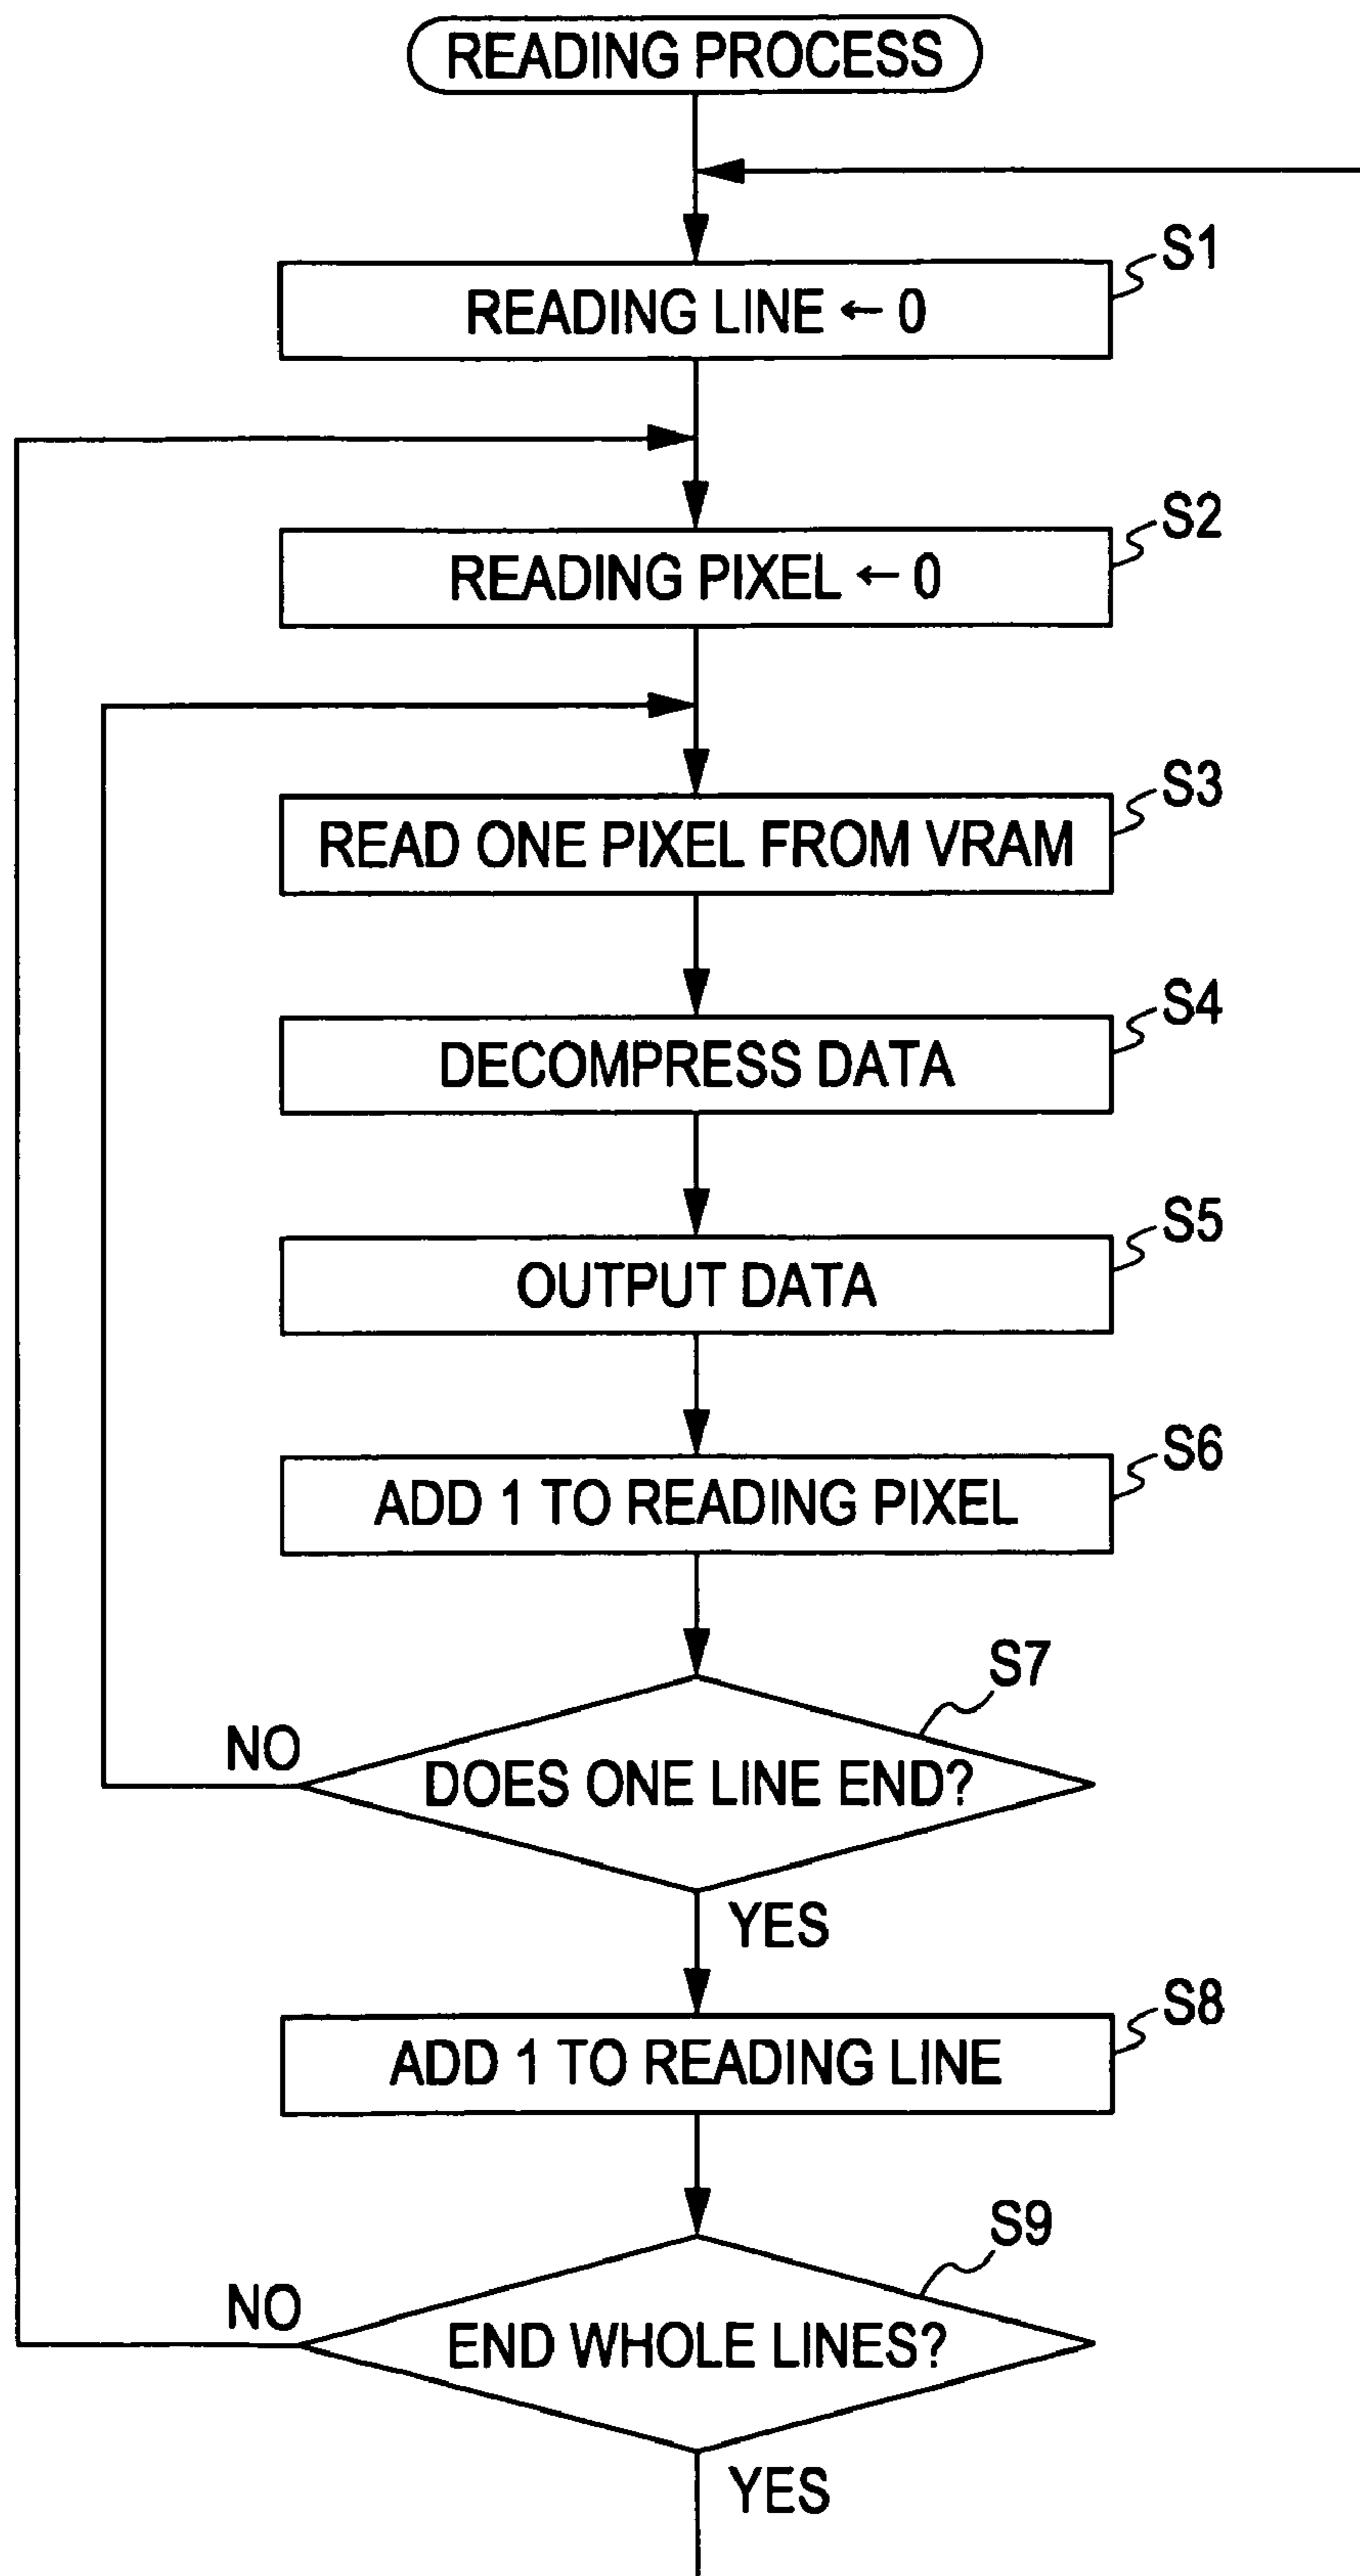 READING PROCESS
S1
READING LINE ← 0
S2
READING PIXEL ← 0
S3
READ ONE PIXEL FROM VRAM
S4
DECOMPRESS DATA
S5
OUTPUT DATA
S6
ADD 1 TO READING PIXEL
S7
NO
DOES ONE LINE END?
YES
S8
ADD 1 TO READING LINE
S9
NO
END WHOLE LINES?
YES